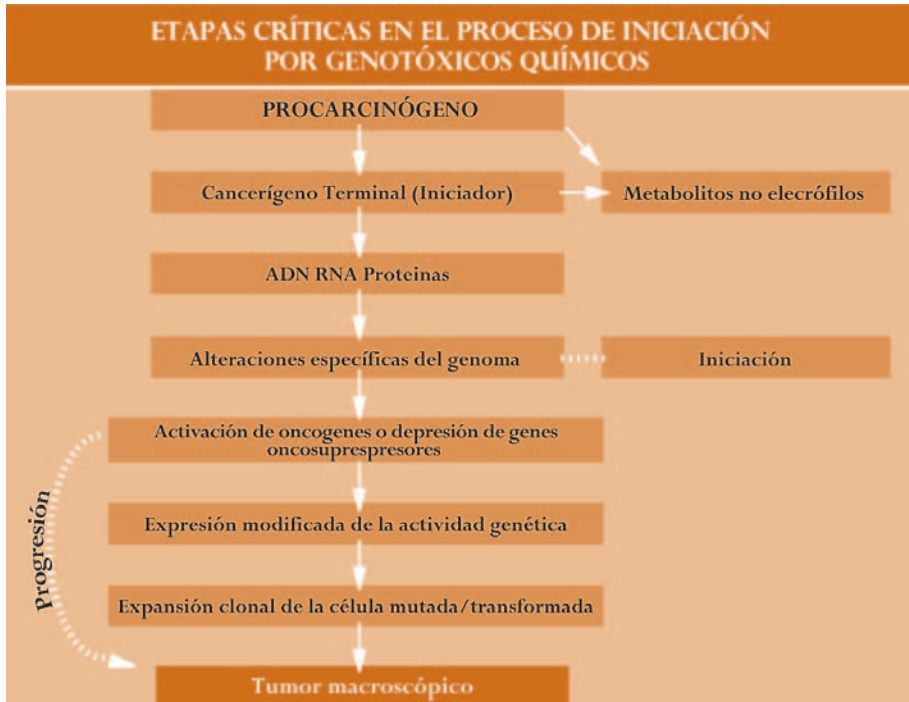 ETAPAS CRÍTICAS EN EL PROCESO DE INICIACIÓN
POR GENOTÓXICOS QUÍMICOS
PROCARCINÓGENO
Cancerígeno Terminal (Iniciador)
Metabolitos no elecrófilos
ADN RNA Proteinas
Alteraciones específicas del genoma
Iniciación
Activación de oncogenes o depresión de genes
oncosuprespresores
Expresión modificada de la actividad genética
Progresión
Expansión clonal de la célula mutada/transformada
Tumor macroscópico